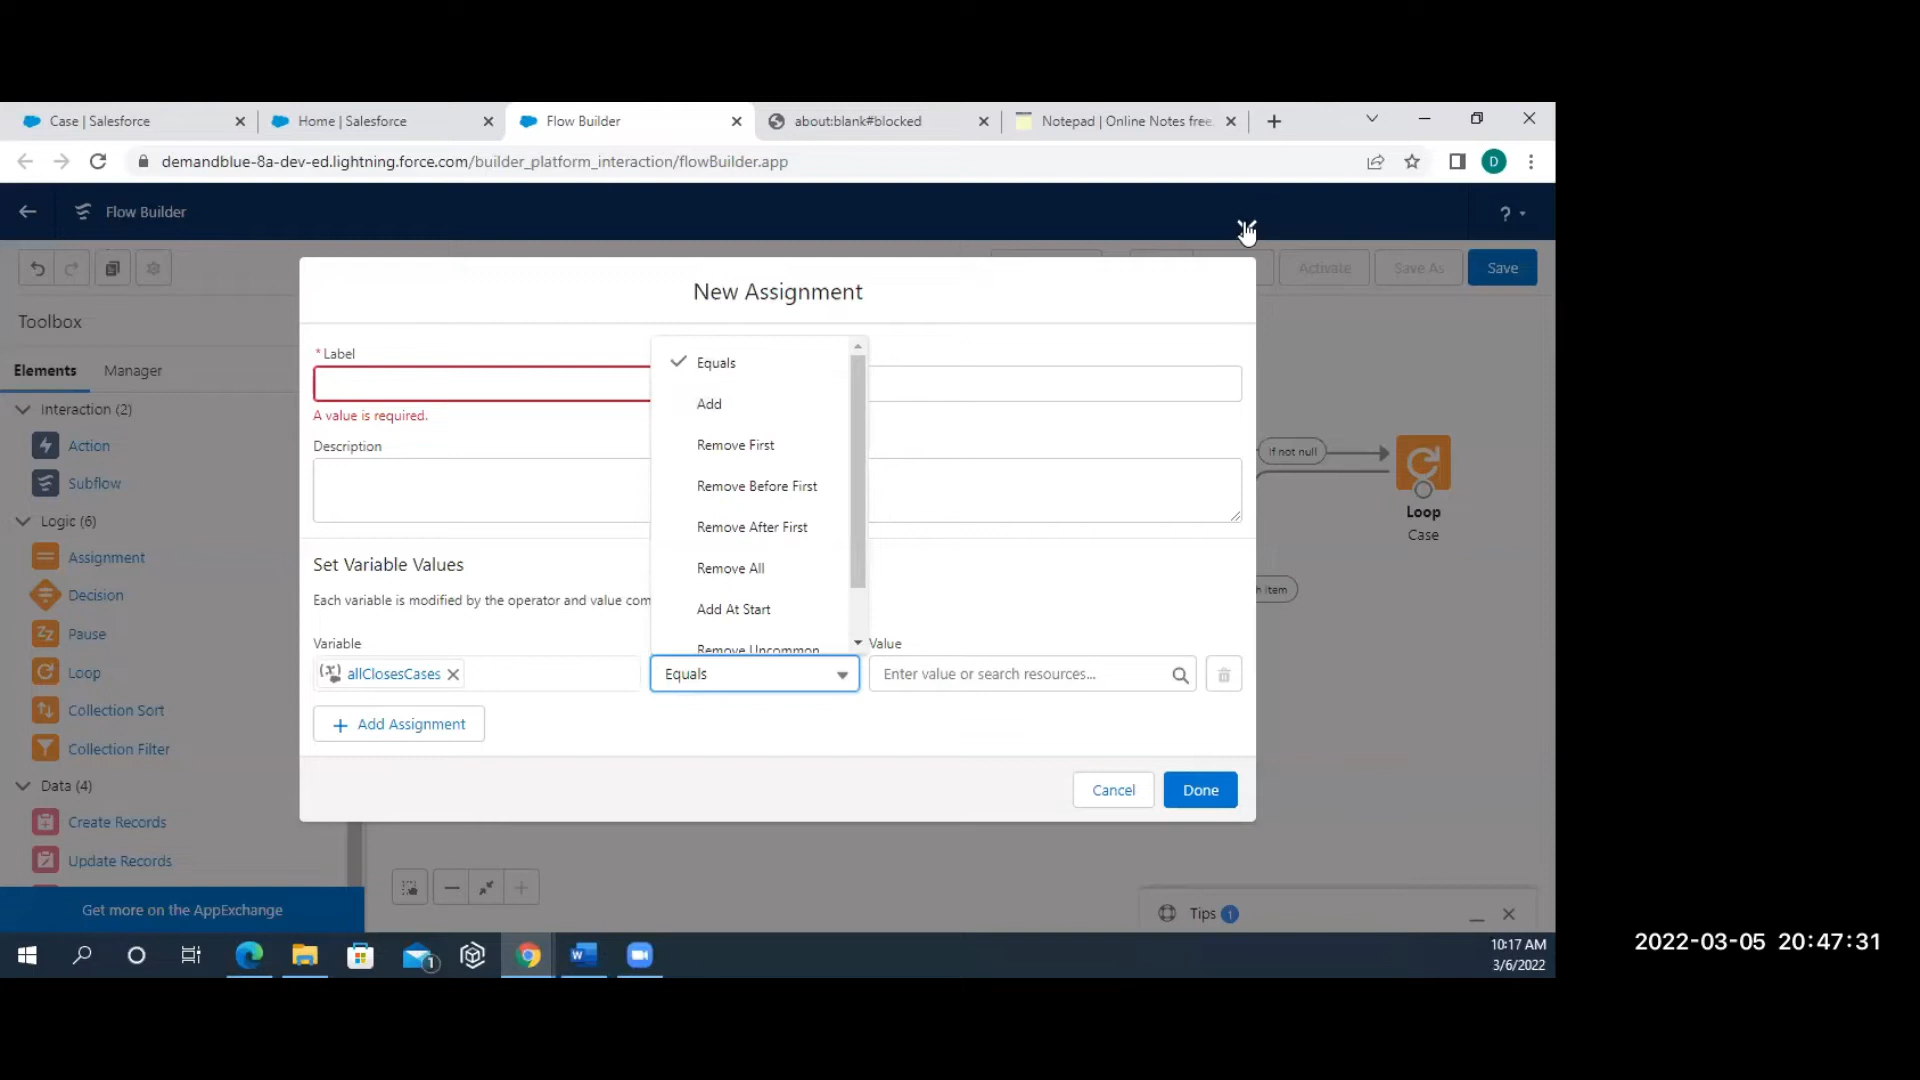 Case | Salesforce
Home | Salesforce
Flow Builder
about:blank#blocked
Notepad | Online Notes free
demandblue-8a-dev-ed.lightning.force.com/builder_platform_interaction/flowBuilder.app
D
Flow Builder
?
Activate
Save As
Save
Toolbox
New Assignment
Elements
Manager
* Label
A value is required.
Description
Equals
Add
Remove First
Remove Before First
Remove After First
Remove All
Add At Start
Remove Uncommon
Interaction (2)
Action
Subflow
Logic (6)
Assignment
Decision
Pause
Loop
Collection Sort
Collection Filter
Data (4)
Create Records
Update Records
Get more on the AppExchange
If not null
Loop
Case
Item
Set Variable Values
Each variable is modified by the operator and value com
Variable
Value
allClosesCases
Equals
Enter value or search resources...
Add Assignment
Cancel
Done
Tips 1
1
10:17 AM
3/6/2022
2022-03-05 20:47:31